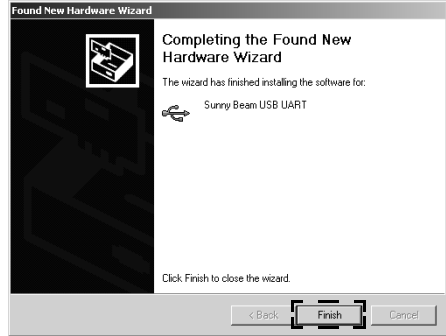 Found New Hardware Wizard
Completing the Found New
Hardware Wizard
The wizard has finished installing the software for:
Sunny Beam USB UART
Click Finish to close the wizard.
< Back
Finish
Cancel